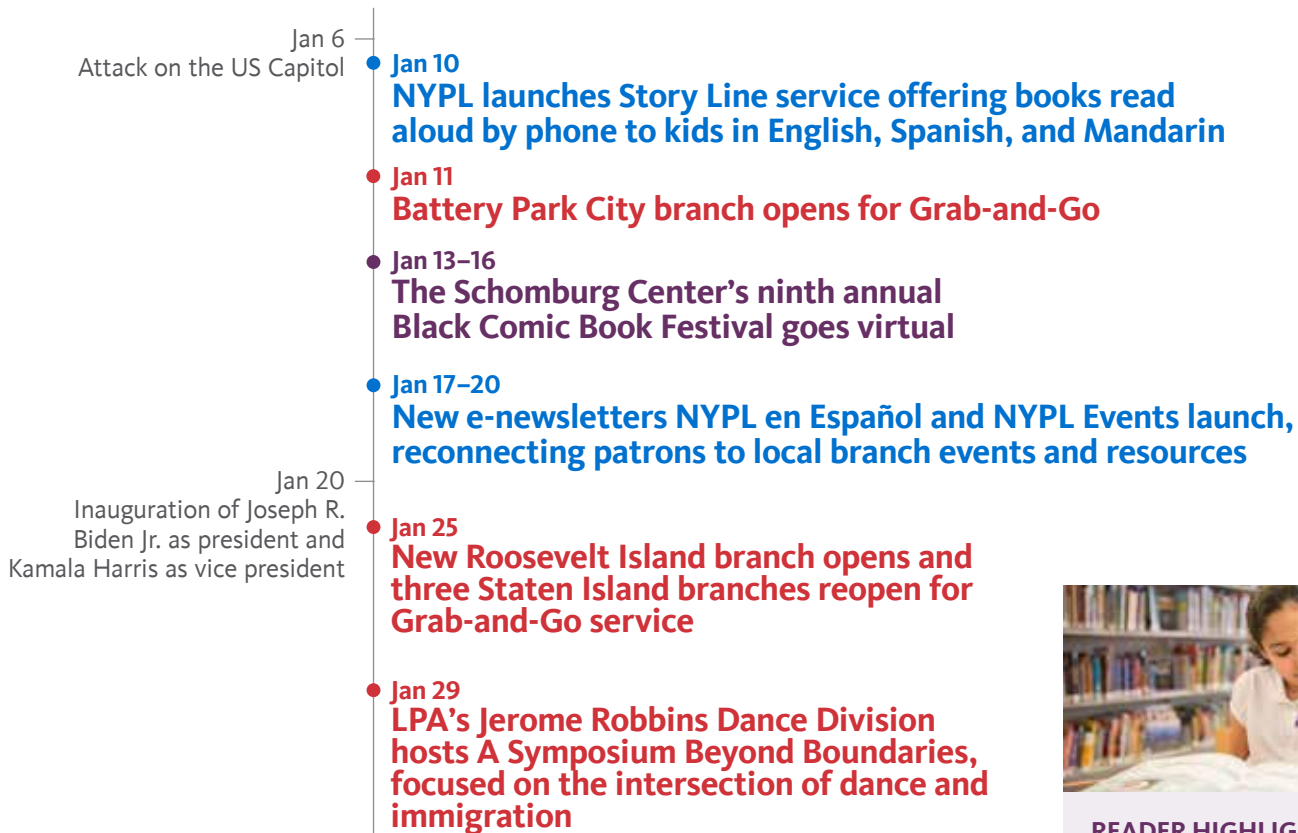 Jan 6
Attack on the US Capitol
Jan 10
NYPL launches Story Line service offering books read
aloud by phone to kids in English, Spanish, and Mandarin
Jan 11
Battery Park City branch opens for Grab-and-Go
Jan 13–16
The Schomburg Center’s ninth annual
Black Comic Book Festival goes virtual
Jan 17–20
New e-newsletters NYPL en Español and NYPL Events launch,
reconnecting patrons to local branch events and resources
Jan 20
Inauguration of Joseph R.
Biden Jr. as president and
Kamala Harris as vice president
Jan 25
New Roosevelt Island branch opens and
three Staten Island branches reopen for
Grab-and-Go service
Jan 29
LPA’s Jerome Robbins Dance Division
hosts A Symposium Beyond Boundaries,
focused on the intersection of dance and
immigration
READER